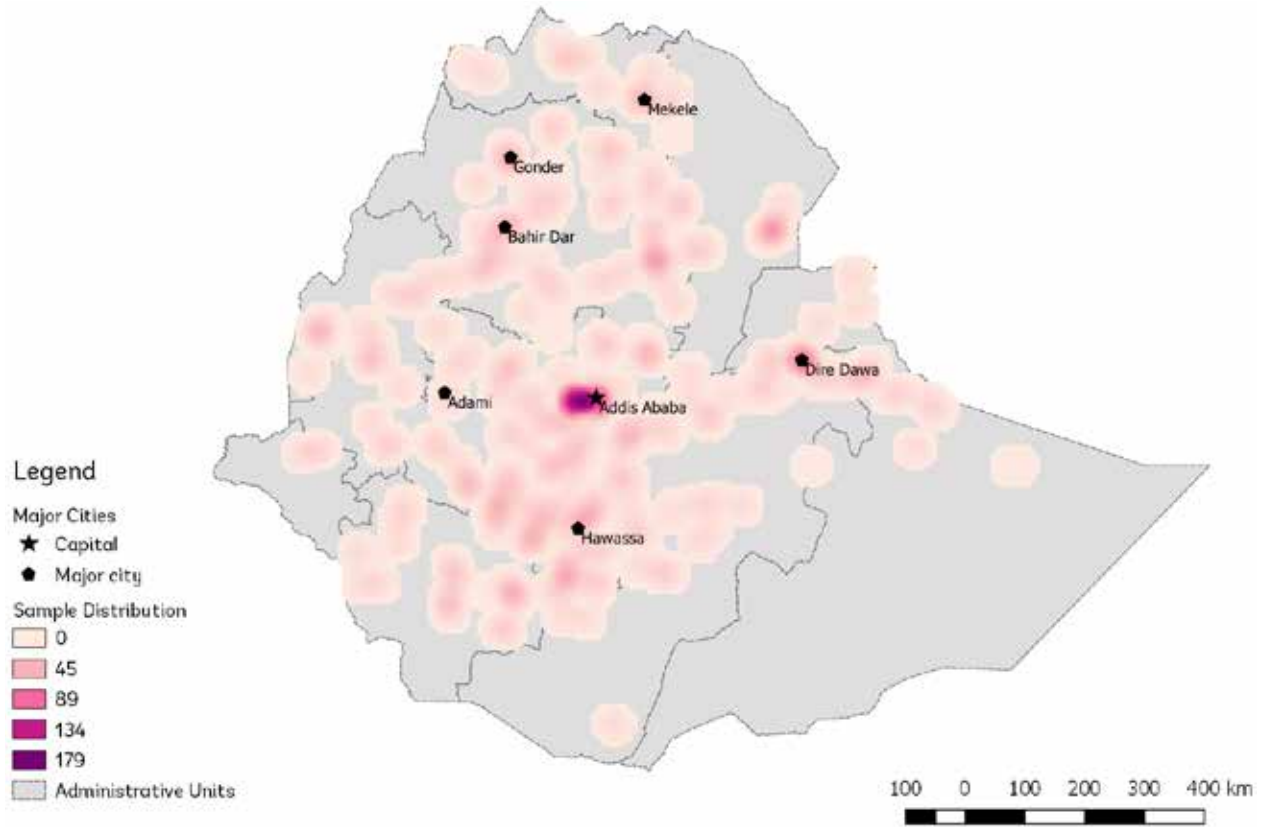 Mekele
Gonder
Bahir Dar
Dire Dawa
Adami
Addis Ababa
Hawassa
Legend
Major Cities
Capital
Major city
Sample Distribution
0
45
89
134
179
Administrative Units
100 0 100 200 300 400 km